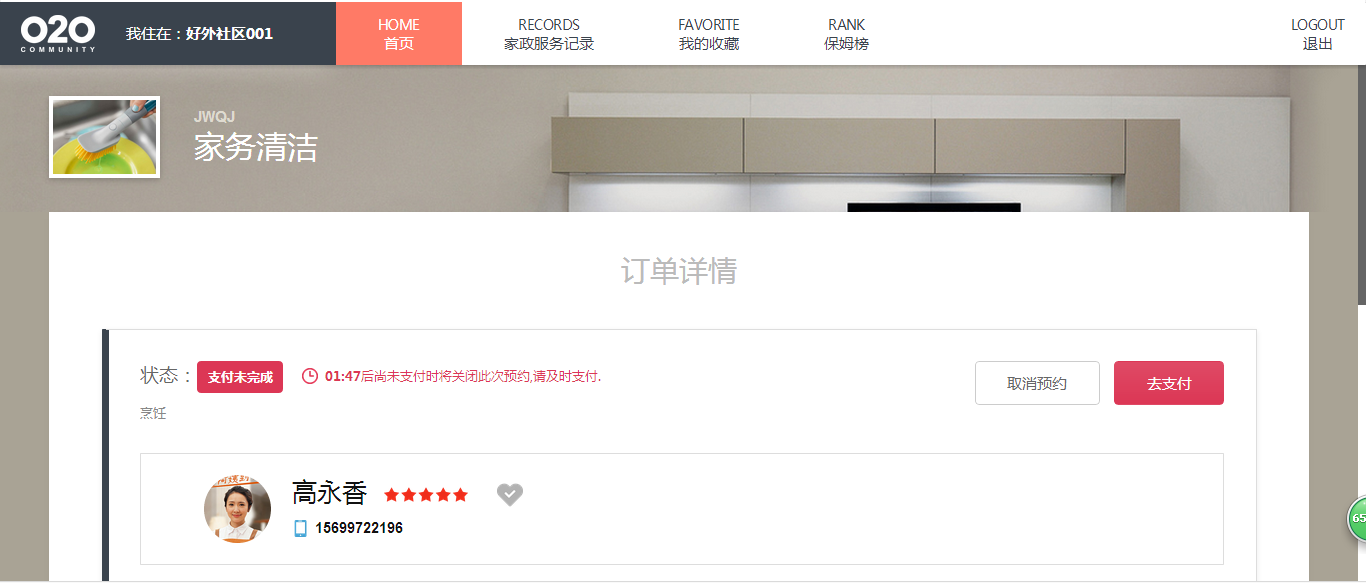 O2O
COMMUNITY
我住在：好外社区001
HOME
首页
RECORDS
家政服务记录
FAVORITE
我的收藏
RANK
保姆榜
LOGOUT
退出
JWQJ
家务清洁
订单详情
状态：支付未完成 01:47后尚未支付时将关闭此次预约,请及时支付.
取消预约
去支付
烹饪
高永香
15699722196
65